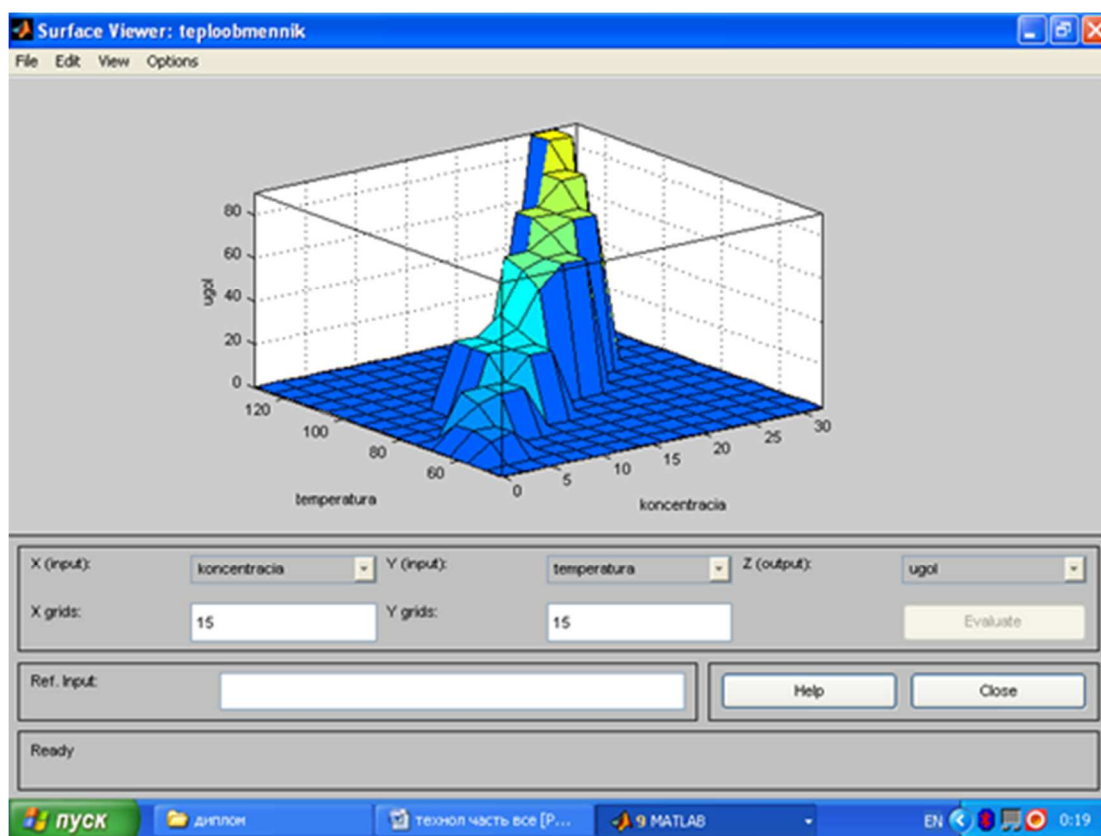 Surface Viewer: teploobmennik
File Edit View Options
80
60
40
20
0
ugol
120
100
80
60
temperatura
0
5
10
15
20
25
30
koncentracia
X (input): koncentracia Y (input): temperatura Z (output): ugol
X grids: 15 Y grids: 15 Evaluate
Ref. Input: Help Close
Ready
пуск диплом технол часть все [P... 9 MATLAB EN 0:19